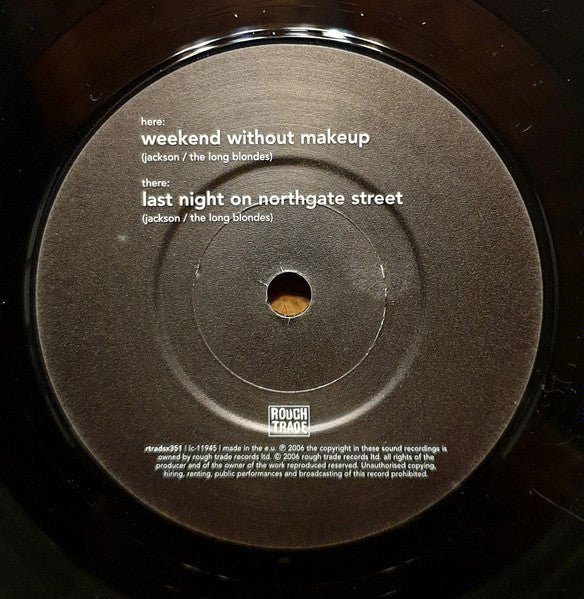 here:
weekend without makeup
(jackson / the long blondes)
there:
last night on northgate street
(jackson / the long blondes)
ROUGH
TRADE
rtradsx351 | lc-11945 | made in the e.u. ℗ 2006 the copyright in these sound recordings is
owned by rough trade records ltd. © 2006 rough trade records ltd. all rights of the
producer and of the owner of the work reproduced reserved. Unauthorised copying,
hiring, renting, public performances and broadcasting of this record prohibited.